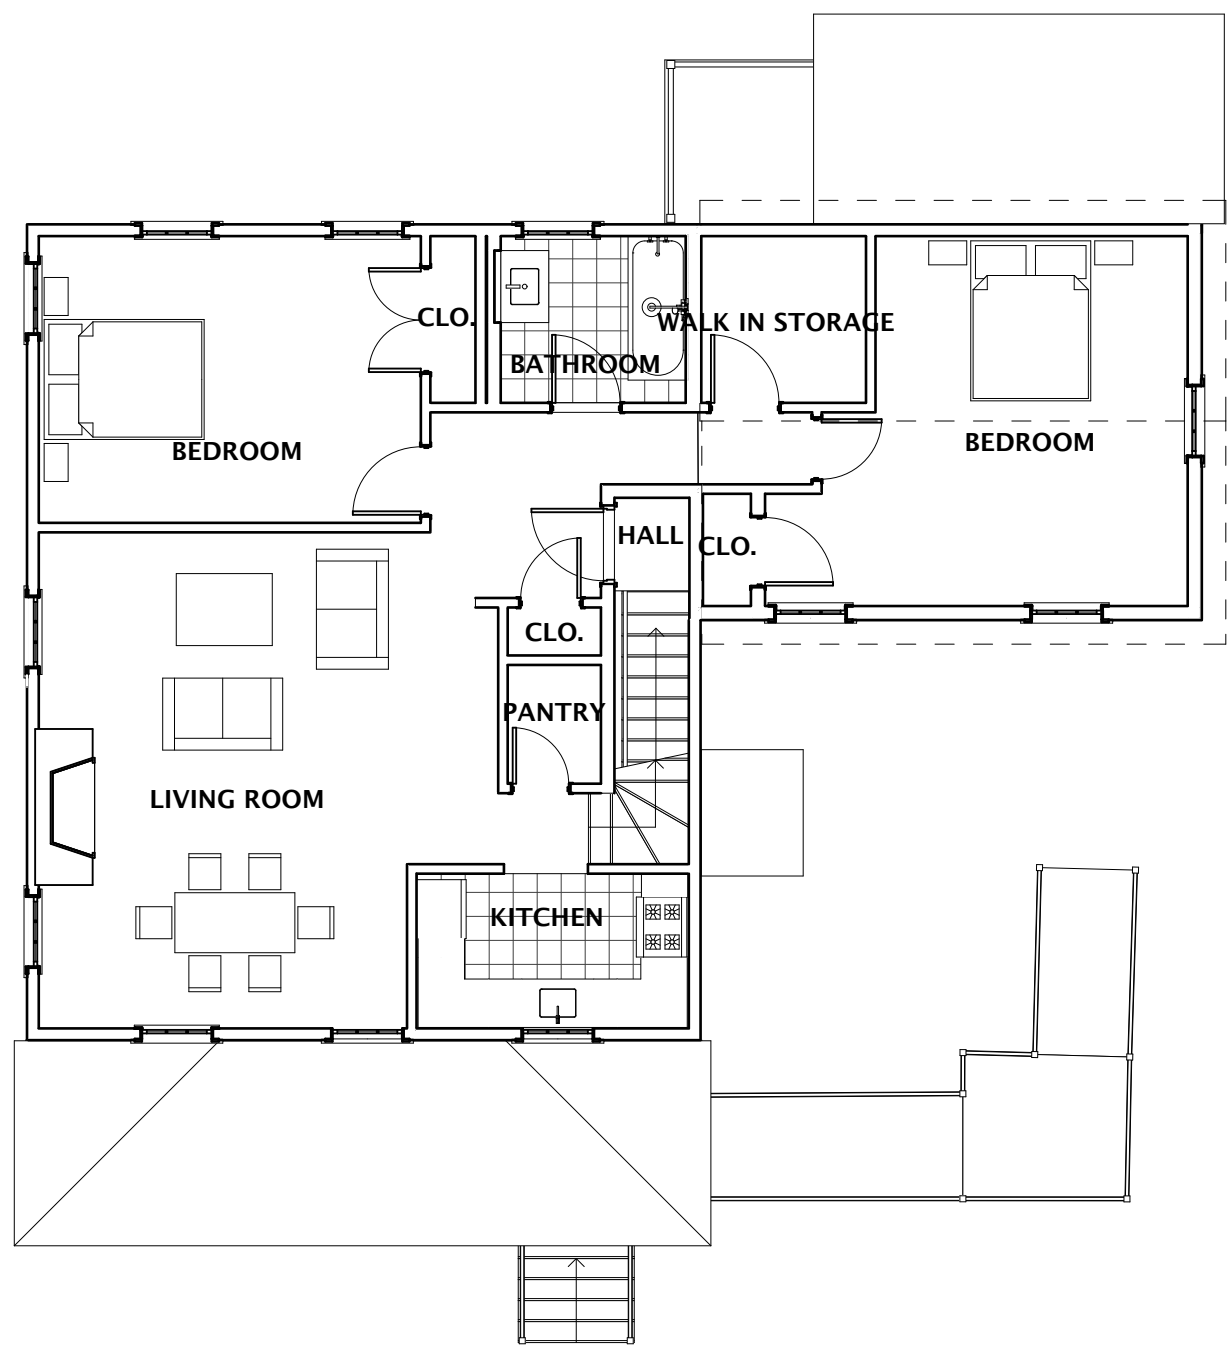 CLO.
WALK IN STORAGE
BATHROOM
BEDROOM
BEDROOM
HALL
CLO.
CLO.
PANTRY
LIVING ROOM
KITCHEN